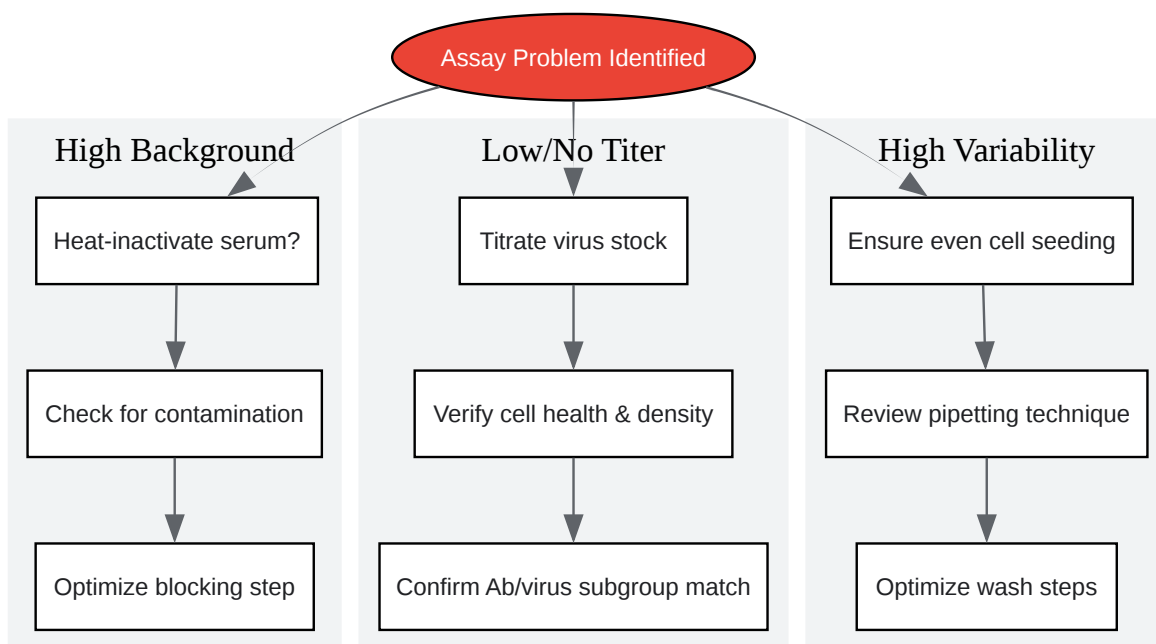 Assay Problem Identified
High Background
Heat-inactivate serum?
Check for contamination
Optimize blocking step
Low/No Titer
Titrate virus stock
Verify cell health & density
Confirm Ab/virus subgroup match
High Variability
Ensure even cell seeding
Review pipetting technique
Optimize wash steps